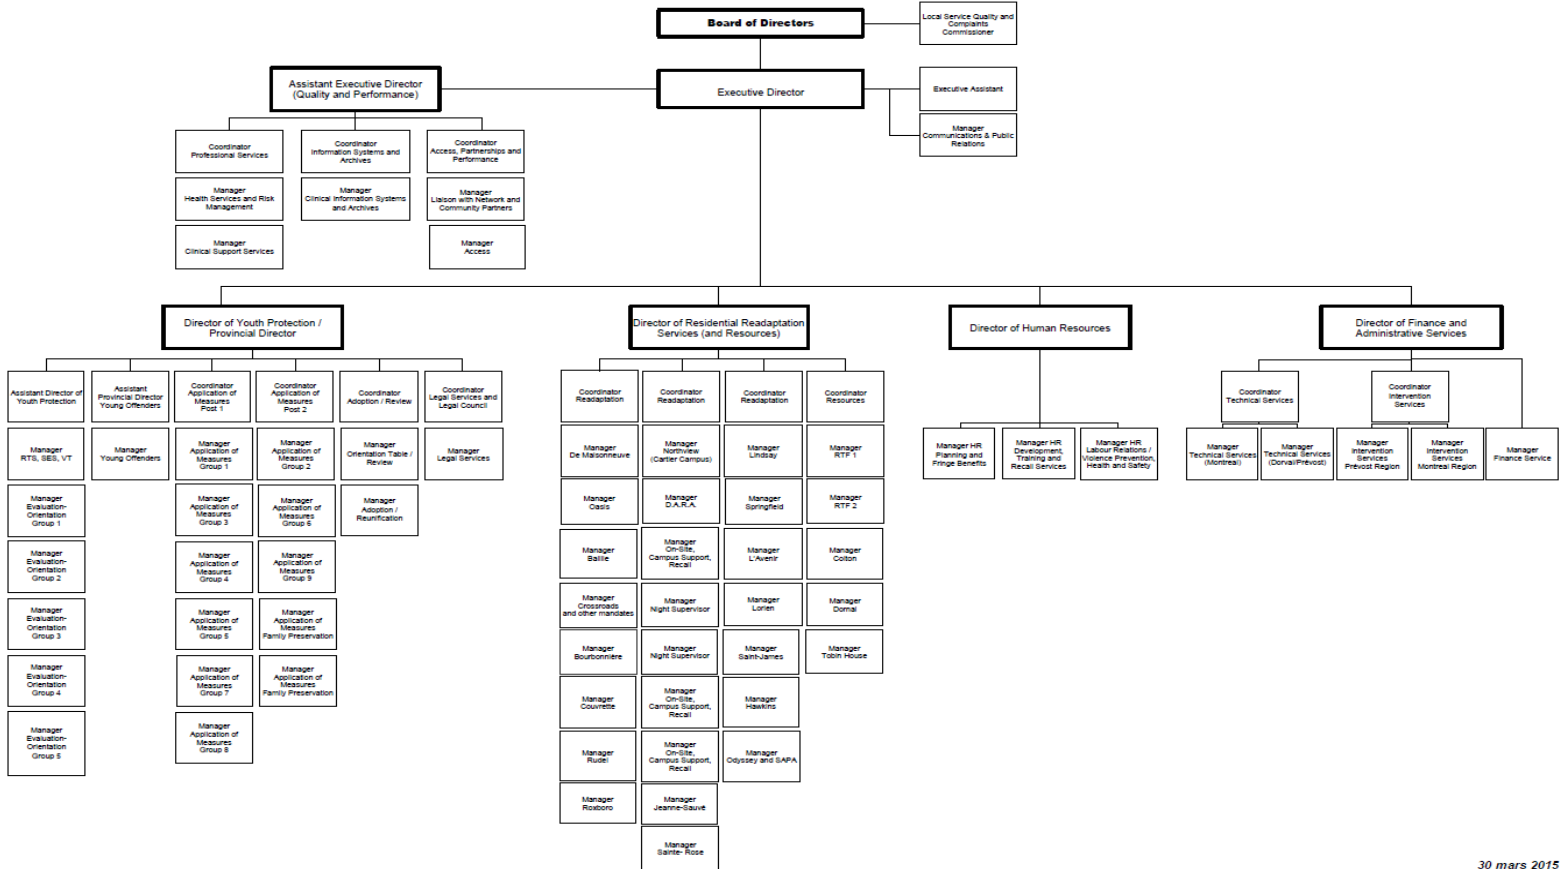 Board of Directors
Local Service Quality and
Complaints
Commissioner
Assistant Executive Director
(Quality and Performance)
Executive Director
Executive Assistant
Manager
Communications & Public
Relations
Coordinator
Professional Services
Coordinator
Information Systems and
Archives
Coordinator
Access, Partnerships and
Performance
Manager
Health Services and Risk
Management
Manager
Clinical Information Systems
and Archives
Manager
Liaison with Network and
Community Partners
Manager
Clinical Support Services
Manager
Access
Director of Youth Protection /
Provincial Director
Director of Residential Readaptation
Services (and Resources)
Director of Human Resources
Director of Finance and
Administrative Services
Assistant Director of
Youth Protection
Manager
RTS, SES, VT
Manager
Evaluation-
Orientation
Group 1
Manager
Evaluation-
Orientation
Group 2
Manager
Evaluation-
Orientation
Group 3
Manager
Evaluation-
Orientation
Group 4
Manager
Evaluation-
Orientation
Group 5
Assistant
Provincial Director
Young Offenders
Manager
Young Offenders
Coordinator
Application of
Measures
Post 1
Manager
Application of
Measures
Group 1
Manager
Application of
Measures
Group 3
Manager
Application of
Measures
Group 4
Manager
Application of
Measures
Group 5
Manager
Application of
Measures
Group 7
Manager
Application of
Measures
Group 8
Coordinator
Application of
Measures
Post 2
Manager
Application of
Measures
Group 2
Manager
Application of
Measures
Group 6
Manager
Application of
Measures
Group 9
Manager
Application of
Measures
Family Preservation
Manager
Application of
Measures
Family Preservation
Coordinator
Adoption / Review
Manager
Orientation Table /
Review
Manager
Adoption /
Reunification
Coordinator
Legal Services and
Legal Council
Manager
Legal Services
Coordinator
Readaptation
Manager
De Maisonneuve
Manager
Oasis
Manager
Baillie
Manager
Crossroads
and other mandates
Manager
Bourbonnière
Manager
Couvrette
Manager
Rudel
Manager
Roxboro
Coordinator
Readaptation
Manager
Northview
(Cartier Campus)
Manager
D.A.R.A.
Manager
On-Site,
Campus Support,
Recall
Manager
Night Supervisor
Manager
Night Supervisor
Manager
On-Site,
Campus Support,
Recall
Manager
On-Site,
Campus Support,
Recall
Manager
Jeanne-Sauvé
Manager
Sainte- Rose
Coordinator
Readaptation
Manager
Lindsay
Manager
Springfield
Manager
L'Avenir
Manager
Lorien
Manager
Saint-James
Manager
Hawkins
Manager
Odyssey and SAPA
Coordinator
Resources
Manager
RTF 1
Manager
RTF 2
Manager
Colton
Manager
Dornal
Manager
Tobin House
Manager HR
Planning and
Fringe Benefits
Manager HR
Development,
Training and
Recall Services
Manager HR
Labour Relations /
Violence Prevention,
Health and Safety
Coordinator
Technical Services
Coordinator
Intervention
Services
Manager
Technical Services
(Montreal)
Manager
Technical Services
(Dorval/Prévost)
Manager
Intervention
Services
Prévost Region
Manager
Intervention
Services
Montreal Region
Manager
Finance Service
30 mars 2015